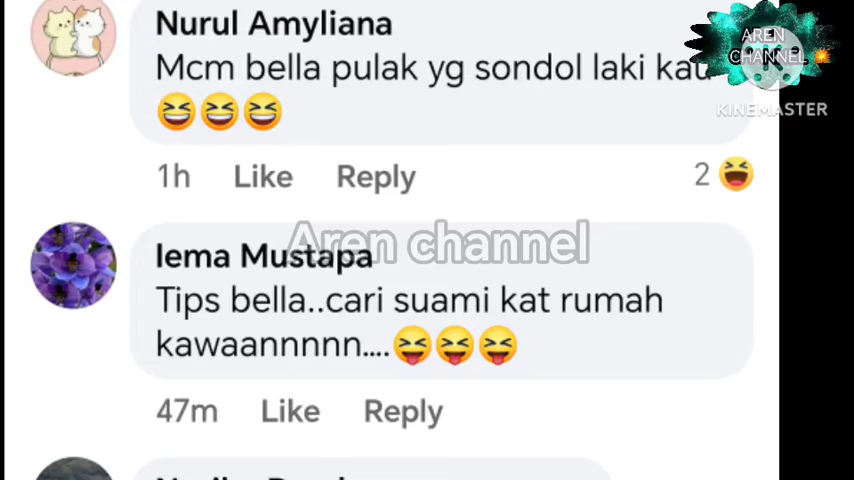 Nurul Amyliana
Mcm bella pulak yg sondol laki kau
😆😆😆
1h Like Reply 2
AREN
CHANNEL
KINEMASTER
Aren channel
Iema Mustapa
Tips bella..cari suami kat rumah
kawaannnnn....😝😝😝
47m Like Reply